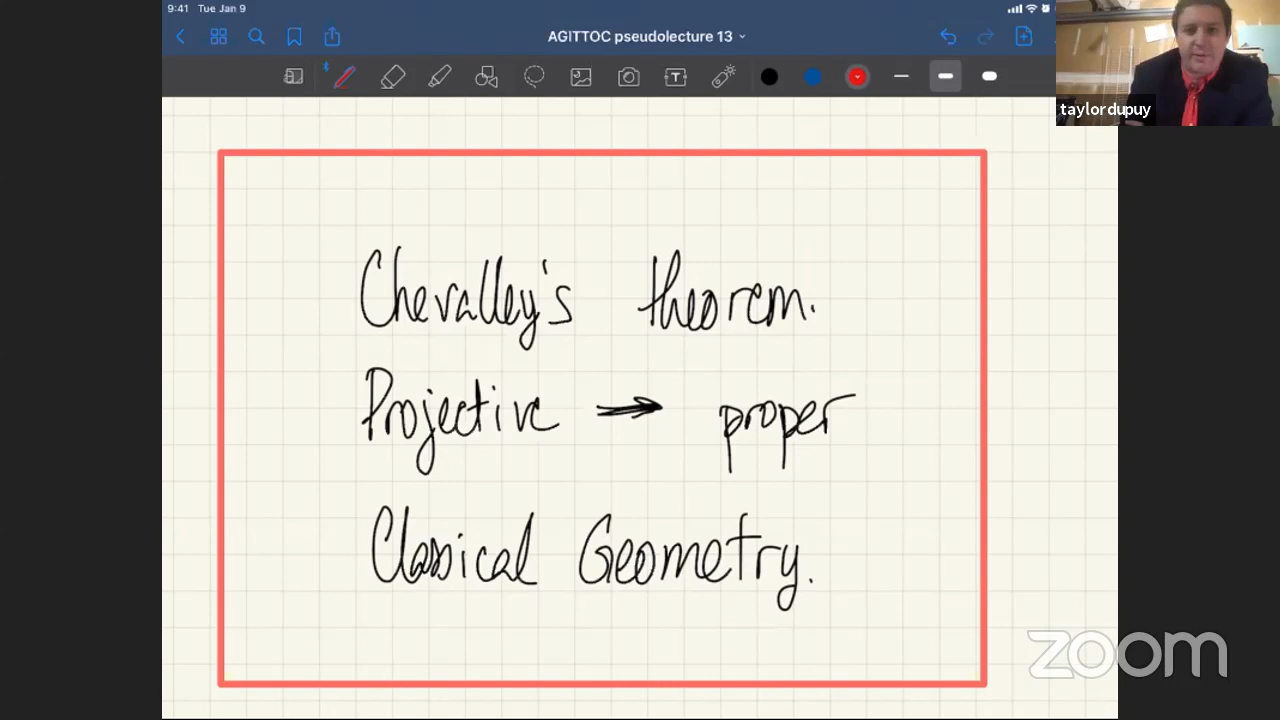 9:41 Tue Jan 9
AGITTOC pseudolecture 13
T
taylordupuy
Chevalley's theorem.
Projective → proper
Classical Geometry.
zoom